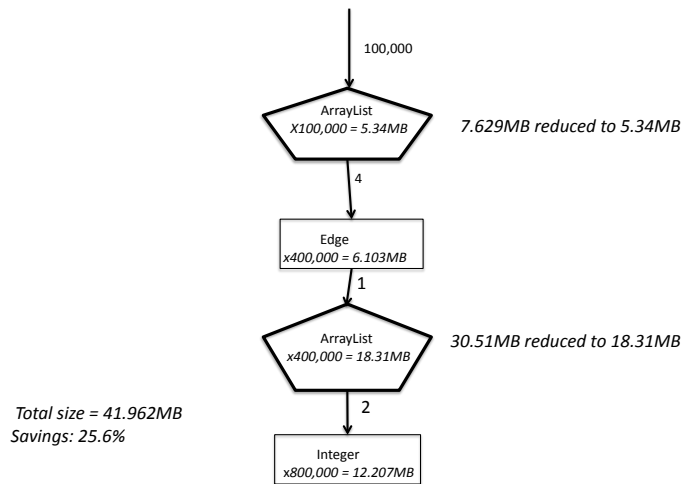 100,000
ArrayList
X100,000 = 5.34MB
7.629MB reduced to 5.34MB
4
Edge
x400,000 = 6.103MB
1
ArrayList
x400,000 = 18.31MB
30.51MB reduced to 18.31MB
2
Total size = 41.962MB
Savings: 25.6%
Integer
x800,000 = 12.207MB